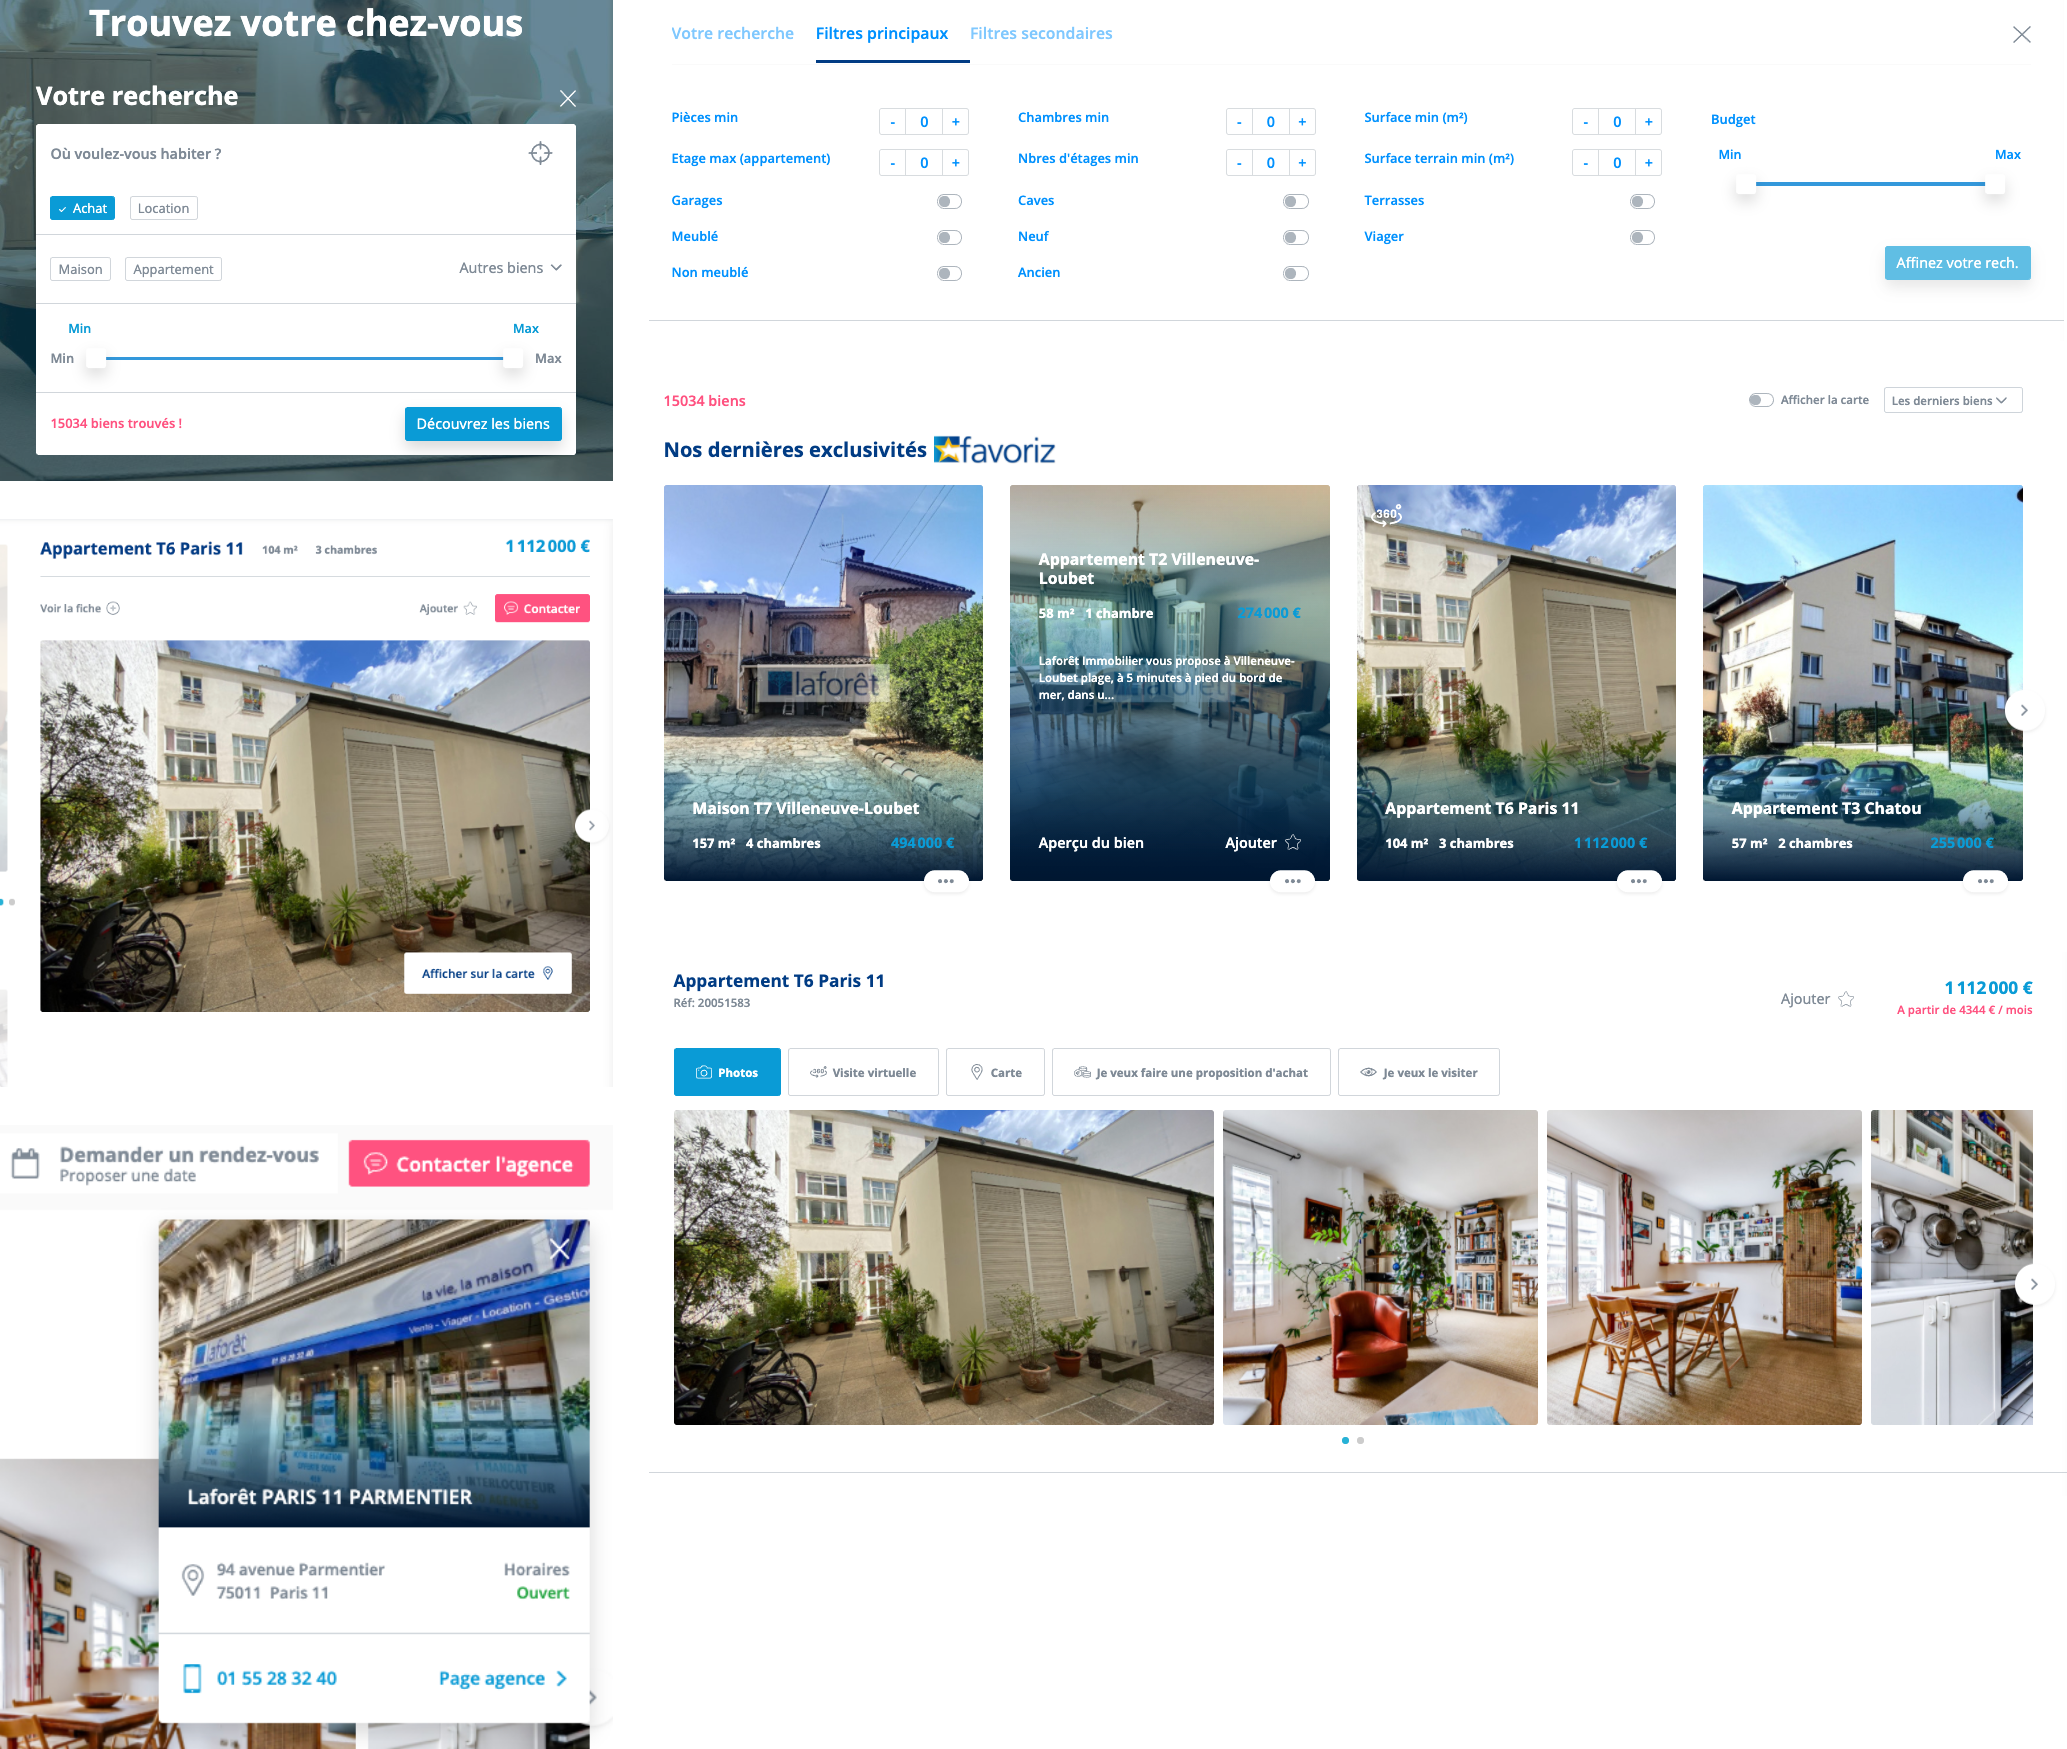 Trouvez votre chez-vous
Votre recherche
Où voulez-vous habiter ?
Achat
Location
Maison
Appartement
Autres biens
Min
Max
Min
Max
15034 biens trouvés !
Découvrez les biens
Appartement T6 Paris 11
104 m²
3 chambres
1 112 000 €
Voir la fiche
Ajouter
Contacter
Afficher sur la carte
Demander un rendez-vous
Proposer une date
Contacter l'agence
la vie, la maison
Vente - Viager - Location - Gestio
laforêt
01 55 28 32 40
1 MANDAT
INTERLOCUTEUR
Laforêt PARIS 11 PARMENTIER
94 avenue Parmentier
75011 Paris 11
Horaires
Ouvert
01 55 28 32 40
Page agence
Votre recherche
Filtres principaux
Filtres secondaires
Pièces min
- 0 +
Chambres min
- 0 +
Surface min (m²)
- 0 +
Budget
Etage max (appartement)
- 0 +
Nbres d'étages min
- 0 +
Surface terrain min (m²)
- 0 +
Min
Max
Garages
Caves
Terrasses
Meublé
Neuf
Viager
Non meublé
Ancien
Affinez votre rech.
15034 biens
Afficher la carte
Les derniers biens
Nos dernières exclusivités
favoriz
laforêt
Maison T7 Villeneuve-Loubet
157 m² 4 chambres
494 000 €
Appartement T2 Villeneuve-
Loubet
58 m² 1 chambre
274 000 €
Laforêt Immobilier vous propose à Villeneuve-
Loubet plage, à 5 minutes à pied du bord de
mer, dans u...
laforêt
Aperçu du bien
Ajouter
360°
Appartement T6 Paris 11
104 m² 3 chambres
1 112 000 €
Appartement T3 Chatou
57 m² 2 chambres
255 000 €
Appartement T6 Paris 11
Réf: 20051583
Ajouter
1 112 000 €
A partir de 4344 € / mois
Photos
Visite virtuelle
Carte
Je veux faire une proposition d'achat
Je veux le visiter